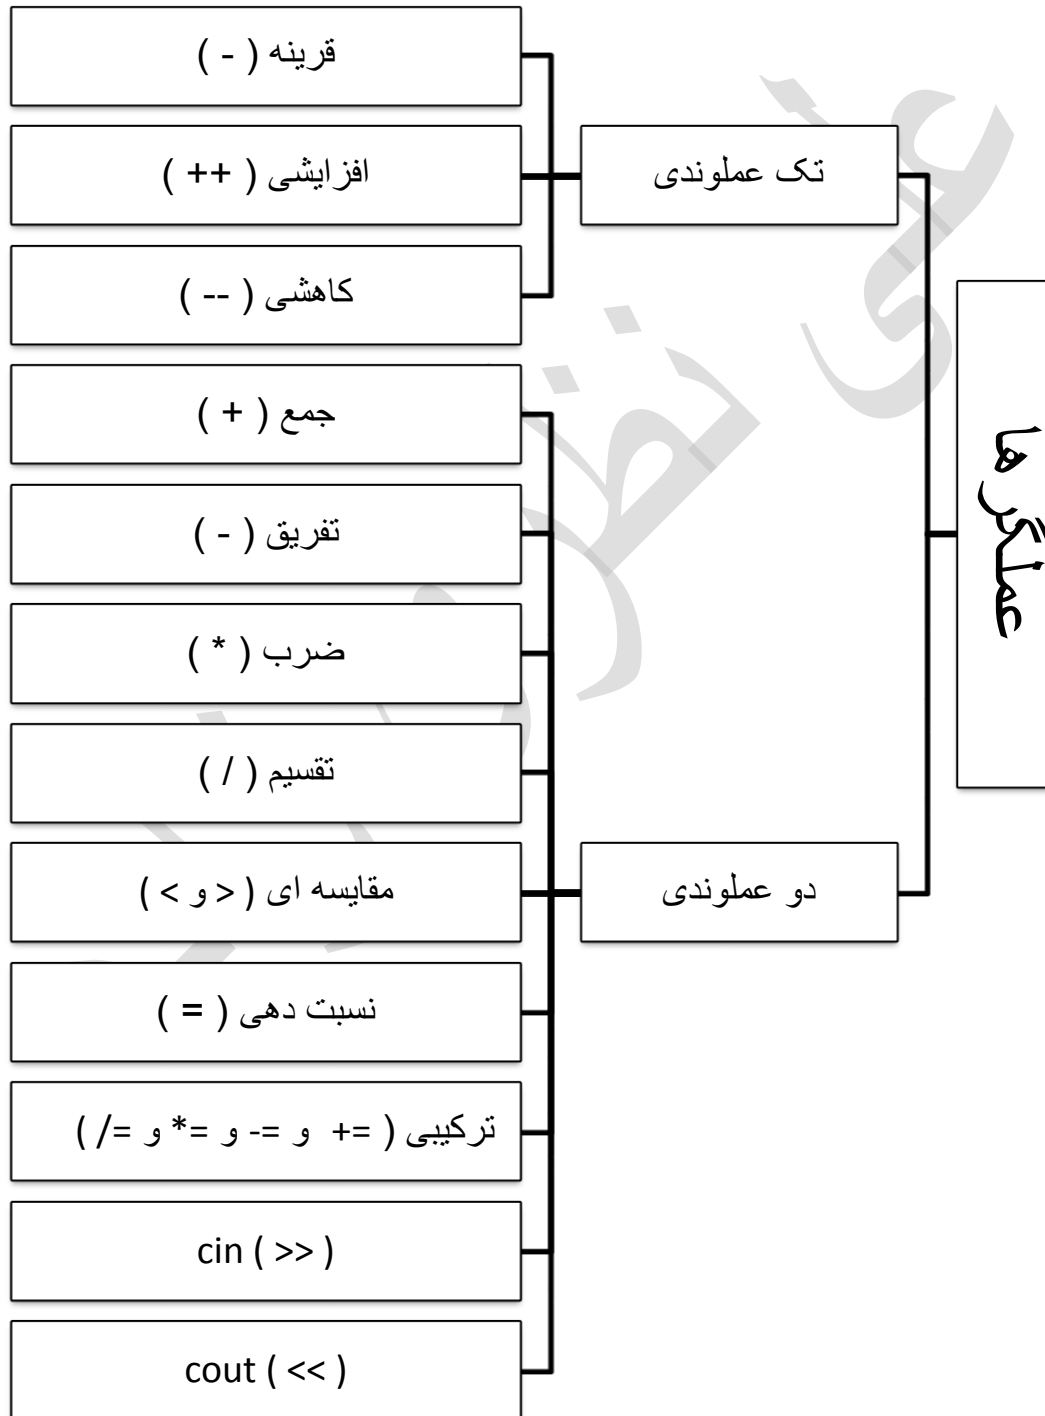 عملگرها
تک عملوندی
قرینه ( - )
افزایشی ( ++ )
کاهشی ( -- )
دو عملوندی
جمع ( + )
تفریق ( - )
ضرب ( * )
تقسیم ( / )
مقایسه ای ( < و > )
نسبت دهی ( = )
ترکیبی ( += و -= و *= و /= )
cin ( >> )
cout ( << )